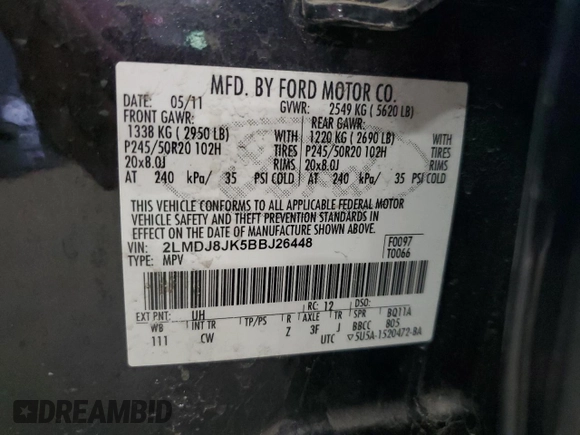 MFD. BY FORD MOTOR CO.
DATE: 05/11 GVWR: 2549 KG ( 5620 LB)
FRONT GAWR: REAR GAWR:
1338 KG ( 2950 LB) WITH 1220 KG ( 2690 LB) WITH
P245/50R20 102H TIRES P245/50R20 102H TIRES
20x8.0J RIMS 20x8.0J RIMS
AT 240 kPa/ 35 PSI COLD AT 240 kPa/ 35 PSI COLD
THIS VEHICLE CONFORMS TO ALL APPLICABLE FEDERAL MOTOR
VEHICLE SAFETY AND THEFT PREVENTION STANDARDS IN
EFFECT ON THE DATE OF MANUFACTURE SHOWN ABOVE.
VIN: 2LMDJ8JK5BBJ26448 F0097
TYPE: MPV T0066
EXT PNT: UH RC: 12 DSO:
WB INT TR TP/PS R AXLE TR SPR BQ11A
111 CW Z 3F J BBCC B05
UTC ▽5U5A-1520472-BA
©DREAMBID!